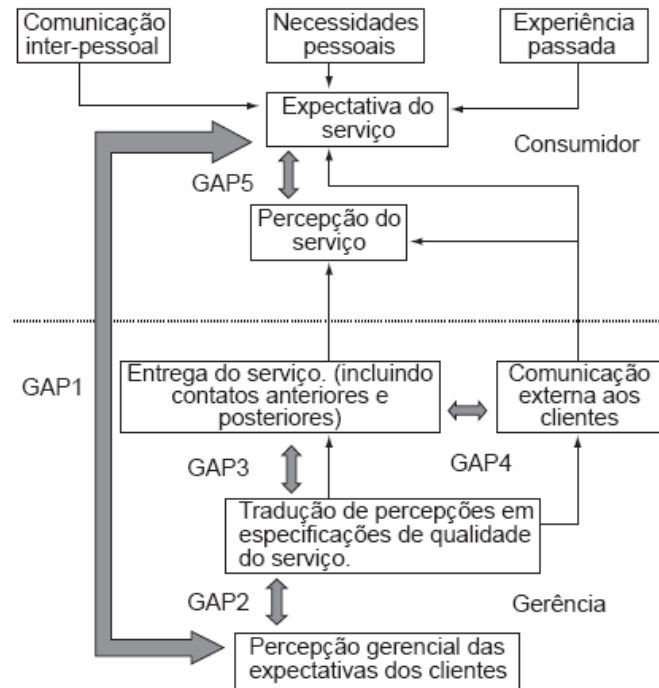 Comunicação
inter-pessoal
Necessidades
pessoais
Experiência
passada
Expectativa do
serviço
Consumidor
GAP5
Percepção do
serviço
GAP1
Entrega do serviço. (incluindo
contatos anteriores e
posteriores)
Comunicação
externa aos
clientes
GAP3
GAP4
Tradução de percepções em
especificações de qualidade
do serviço.
GAP2
Gerência
Percepção gerencial das
expectativas dos clientes